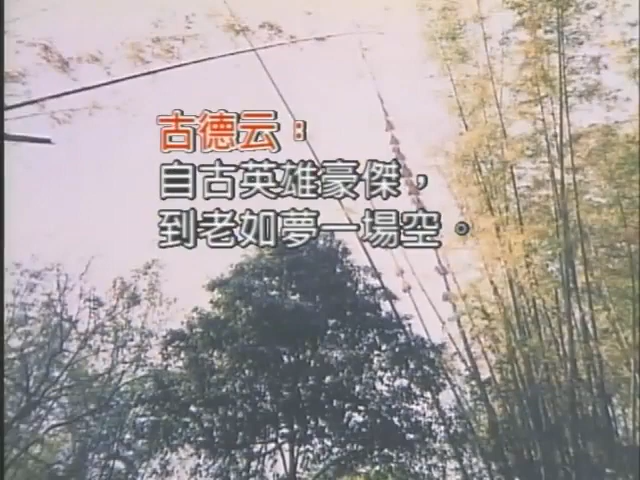 古德云：
自古英雄豪傑，
到老如夢一場空。